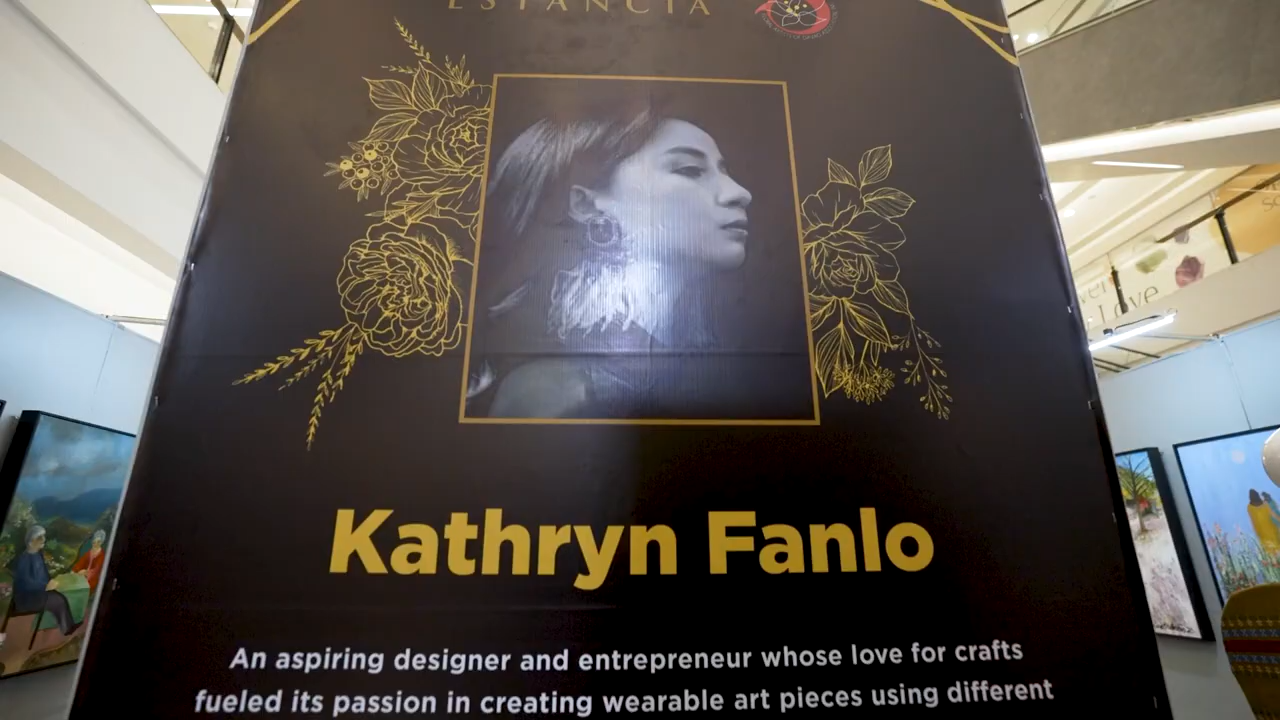 ESTANCIA
Kathryn Fanlo
An aspiring designer and entrepreneur whose love for crafts
fueled its passion in creating wearable art pieces using different